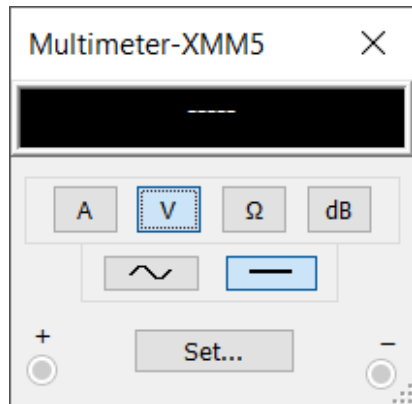 Multimeter-XMM5
-----
A V Ω dB
+ Set... –